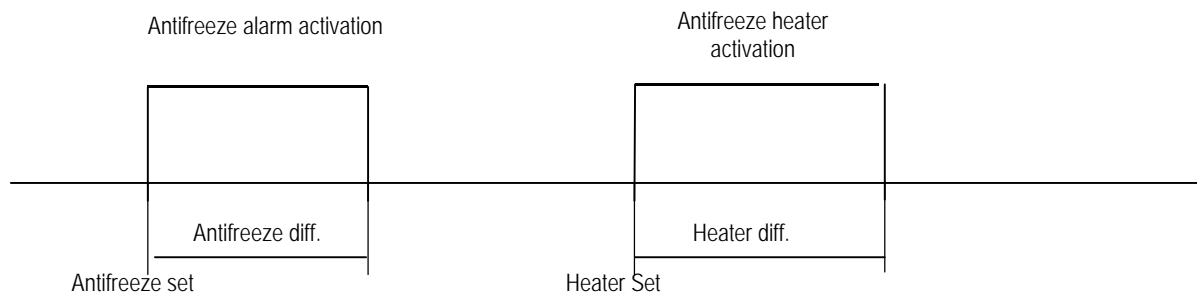 Antifreeze alarm activation
Antifreeze heater
activation
Antifreeze diff.
Heater diff.
Antifreeze set
Heater Set